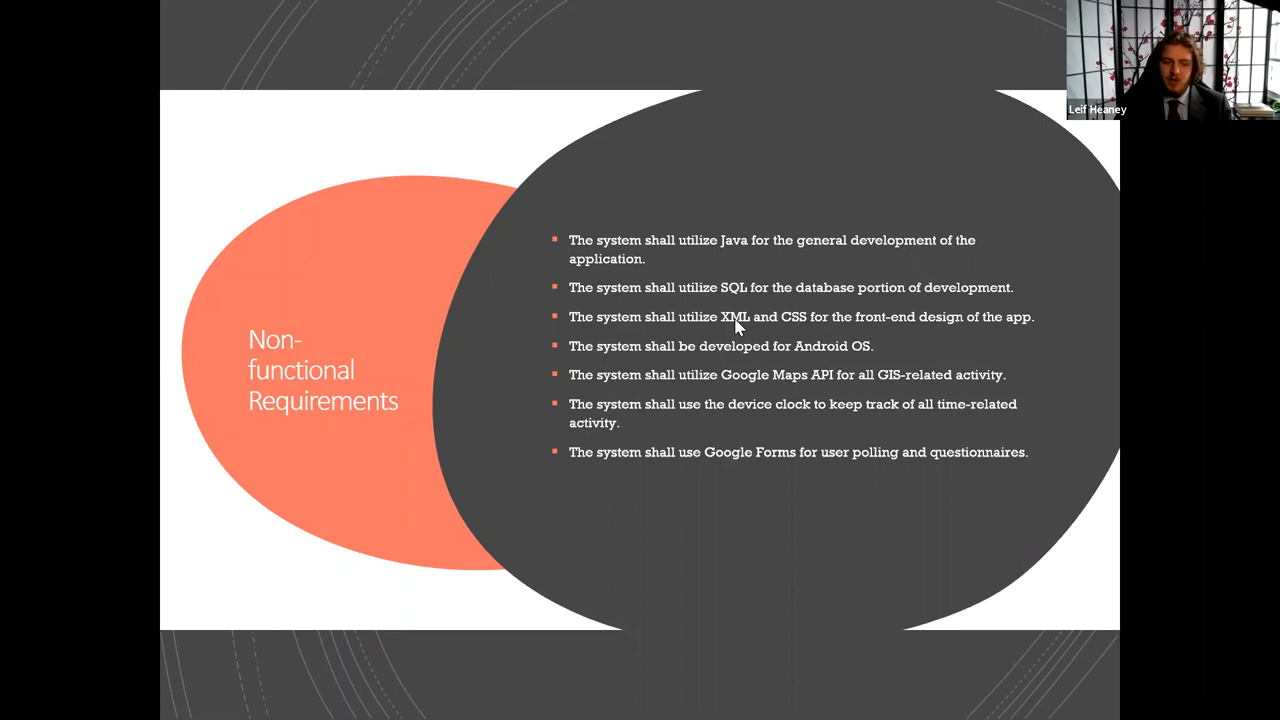 Leif Heaney
Non-
functional
Requirements
The system shall utilize Java for the general development of the
application.
The system shall utilize SQL for the database portion of development.
The system shall utilize XML and CSS for the front-end design of the app.
The system shall be developed for Android OS.
The system shall utilize Google Maps API for all GIS-related activity.
The system shall use the device clock to keep track of all time-related
activity.
The system shall use Google Forms for user polling and questionnaires.